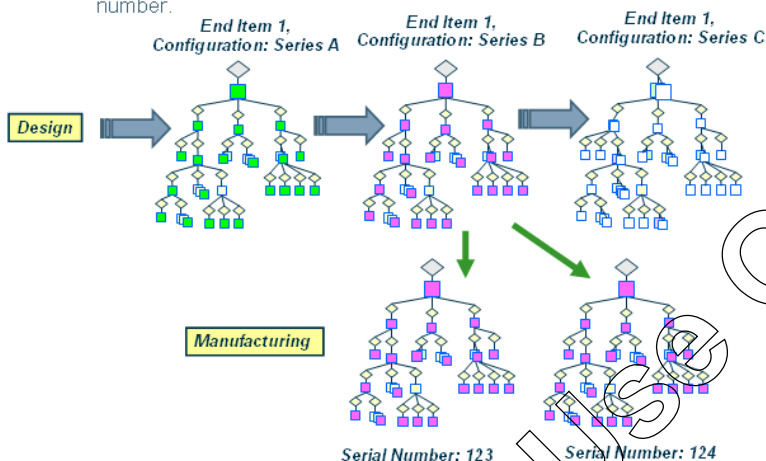 number.
End Item 1,
Configuration: Series A
End Item 1,
Configuration: Series B
End Item 1,
Configuration: Series C
Design
Manufacturing
Serial Number: 123
Serial Number: 124
Use O